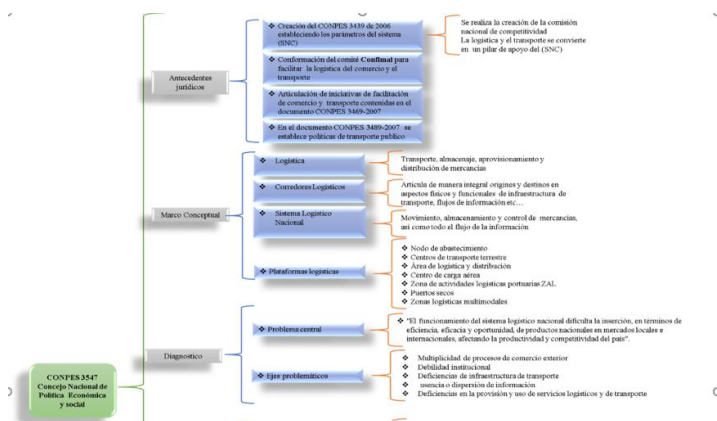 ❖ Creación del CONPES 3439 de 2006
estableciendo los parámetros del sistema
(SNC)
Se realiza la creación de la comisión
nacional de competitividad
La logística y el transporte se convierte
en un pilar de apoyo del (SNC)
Antecedentes
jurídicos
❖ Conformación del comité Confimal para
facilitar la logística del comercio y el
transporte
❖ Articulación de iniciativas de facilitación
de comercio y transporte contenidas en el
documento CONPES 3469-2007
❖ En el documento CONPES 3489-2007 se
establece políticas de transporte publico
Marco Conceptual
❖ Logística
Transporte, almacenaje, aprovisionamiento y
distribución de mercancías
❖ Corredores Logísticos
Articula de manera integral orígenes y destinos en
aspectos físicos y funcionales de infraestructura de
transporte, flujos de información etc…
❖ Sistema Logístico
Nacional
Movimiento, almacenamiento y control de mercancías,
así como todo el flujo de la información
❖ Plataformas logísticas
❖ Nodo de abastecimiento
❖ Centros de transporte terrestre
❖ Área de logística y distribución
❖ Centro de carga aérea
❖ Zona de actividades logísticas portuarias ZAL
❖ Puertos secos
❖ Zonas logísticas multimodales
Diagnostico
❖ Problema central
❖ "El funcionamiento del sistema logístico nacional dificulta la inserción, en términos de
eficiencia, eficacia y oportunidad, de productos nacionales en mercados locales e
internacionales, afectando la productividad y competitividad del país".
❖ Ejes problemáticos
❖ Multiplicidad de procesos de comercio exterior
❖ Debilidad institucional
❖ Deficiencias de infraestructura de transporte
❖ usencia o dispersión de información
❖ Deficiencias en la provisión y uso de servicios logísticos y de transporte
CONPES 3547
Concejo Nacional de
Política Económica
y social